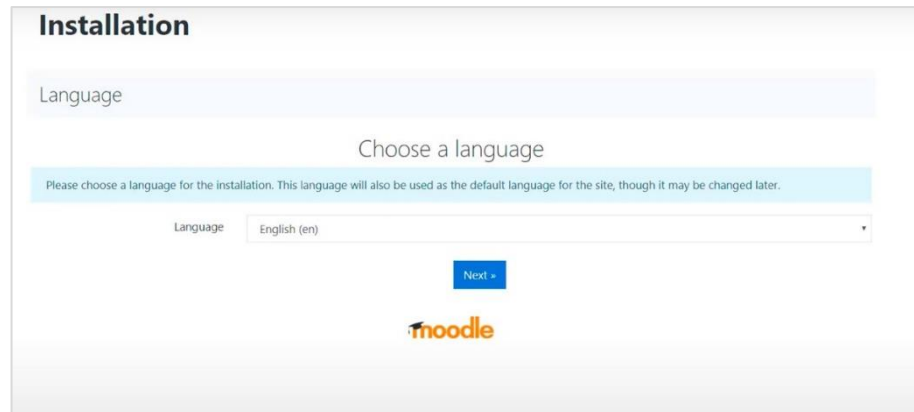 Installation
Language
Choose a language
Please choose a language for the installation. This language will also be used as the default language for the site, though it may be changed later.
Language
English (en)
Next »
moodle